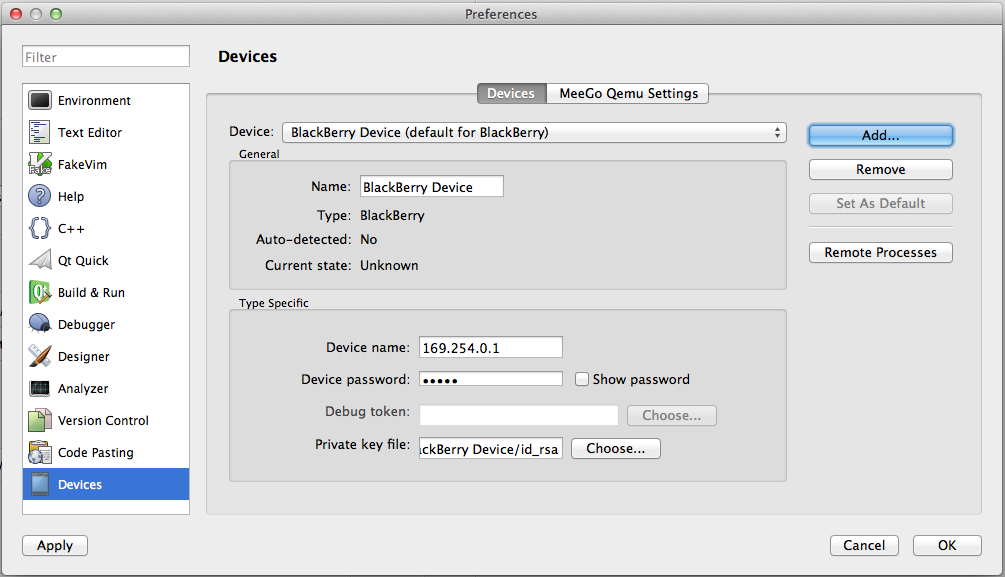 Preferences
Filter
Devices
Environment
Text Editor
FakeVim
Help
C++
Qt Quick
Build & Run
Debugger
Designer
Analyzer
Version Control
Code Pasting
Devices
Devices MeeGo Qemu Settings
Device: BlackBerry Device (default for BlackBerry)
General
Name: BlackBerry Device
Type: BlackBerry
Auto-detected: No
Current state: Unknown
Type Specific
Device name: 169.254.0.1
Device password: ••••• Show password
Debug token: Choose...
Private key file: ckBerry Device/id_rsa Choose...
Add...
Remove
Set As Default
Remote Processes
Apply Cancel OK